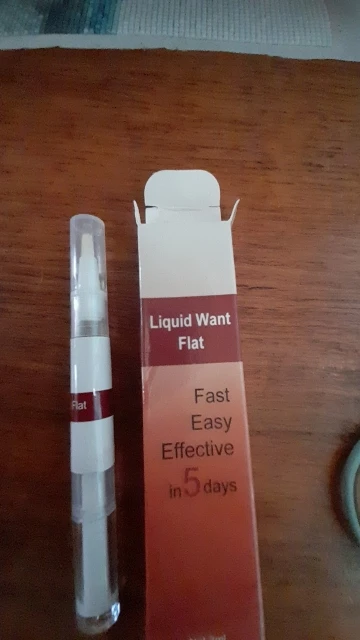 Liquid Want
Flat
Fast
Easy
Effective
in 5 days
Flat